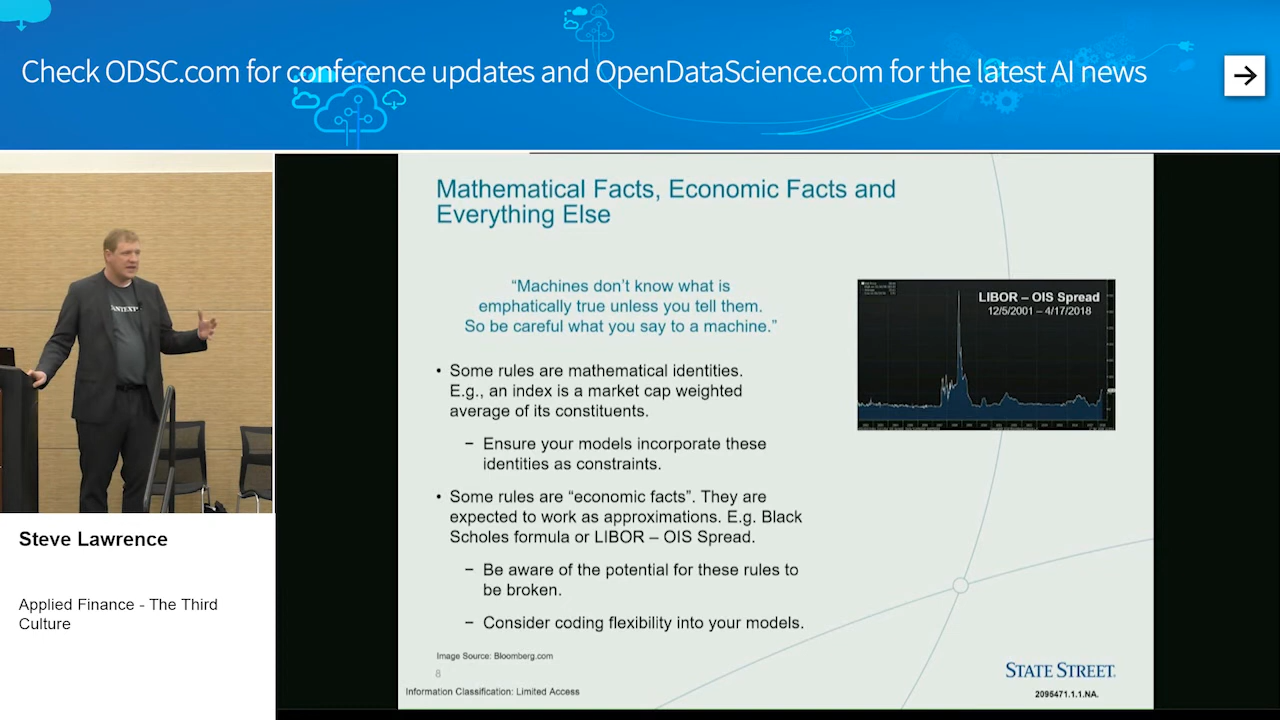 Check ODSC.com for conference updates and OpenDataScience.com for the latest AI news
Mathematical Facts, Economic Facts and
Everything Else
“Machines don’t know what is
emphatically true unless you tell them.
So be careful what you say to a machine.”
LIBOR – OIS Spread
12/5/2001 – 4/17/2018
• Some rules are mathematical identities.
E.g., an index is a market cap weighted
average of its constituents.
– Ensure your models incorporate these
identities as constraints.
• Some rules are “economic facts”. They are
expected to work as approximations. E.g. Black
Scholes formula or LIBOR – OIS Spread.
– Be aware of the potential for these rules to
be broken.
– Consider coding flexibility into your models.
Image Source: Bloomberg.com
8
Information Classification: Limited Access
STATE STREET.
2095471.1.1.NA.
Steve Lawrence
Applied Finance - The Third
Culture